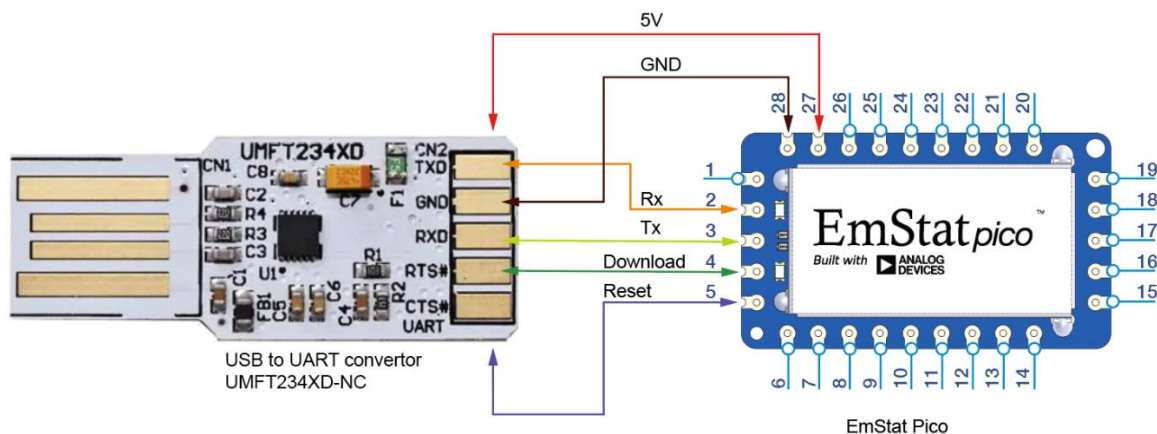 5V
GND
28
27
26
25
24
23
22
21
20
UMFT234XD
CN1
CN2
TXD
C8
C7
F1
C2
GND
R4
R3
RXD
C3
U1
R1
RTS#
C1
FB1
C5
C6
C4
R2
CTS#
UART
1
Rx
2
Tx
3
Download
4
Reset
5
EmStat pico ™
Built with ANALOG
DEVICES
19
18
17
16
15
6
7
8
9
10
11
12
13
14
USB to UART convertor
UMFT234XD-NC
EmStat Pico